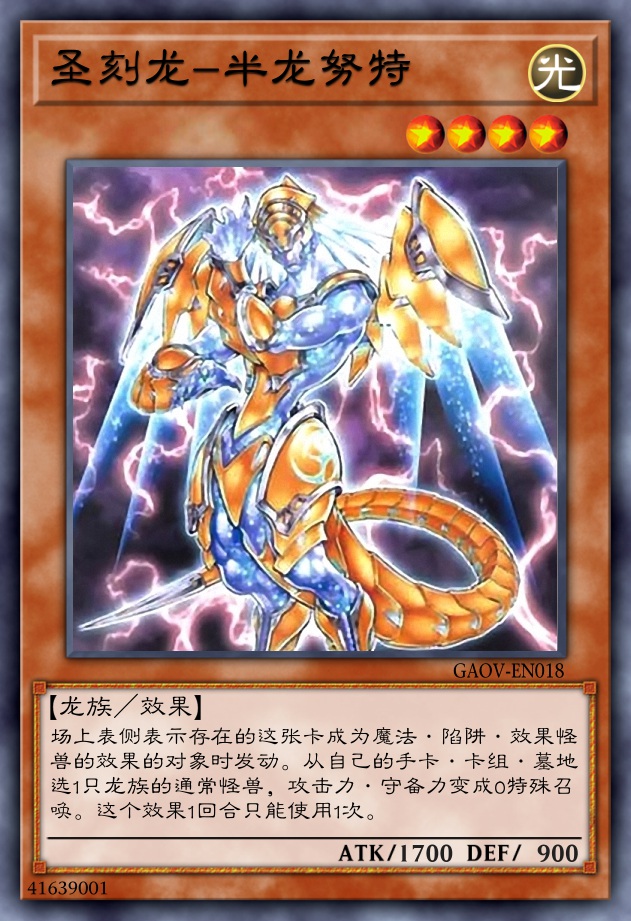 圣刻龙-半龙努特
光
GAOV-EN018
【龙族／效果】
场上表侧表示存在的这张卡成为魔法·陷阱·效果怪
兽的效果的对象时发动。从自己的手卡·卡组·墓地
选1只龙族的通常怪兽，攻击力·守备力变成0特殊召
唤。这个效果1回合只能使用1次。
ATK/1700 DEF/ 900
41639001